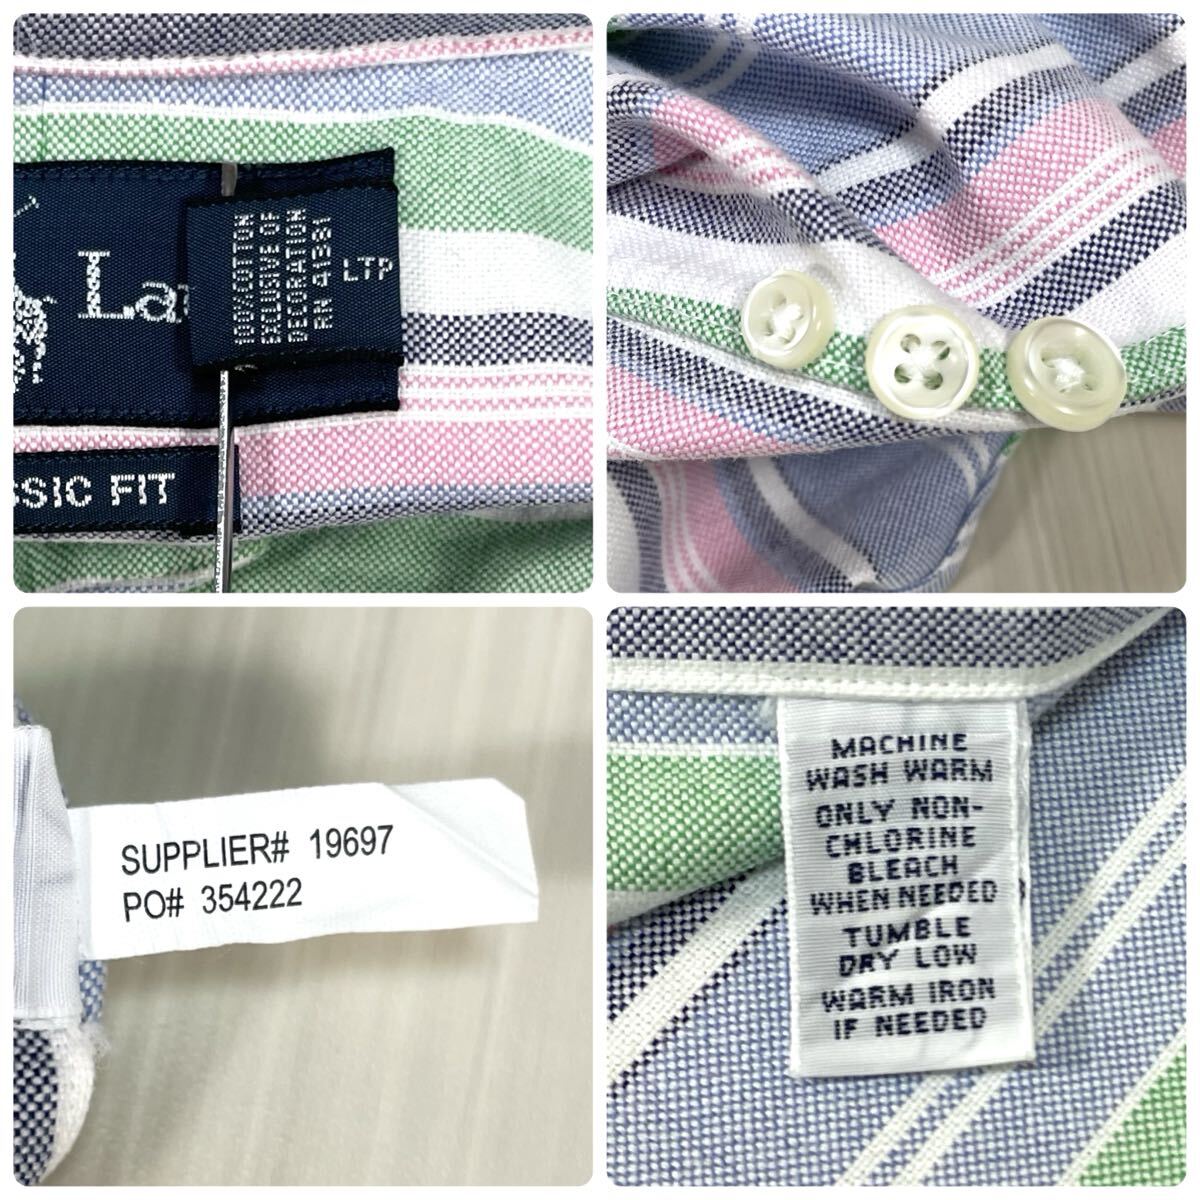 La
100% COTTON
EXCLUSIVE OF
DECORATION
RN 41381
LTP
SSIC FIT
SUPPLIER# 19697
PO# 354222
MACHINE
WASH WARM
ONLY NON-
CHLORINE
BLEACH
WHEN NEEDED
TUMBLE
DRY LOW
WARM IRON
IF NEEDED